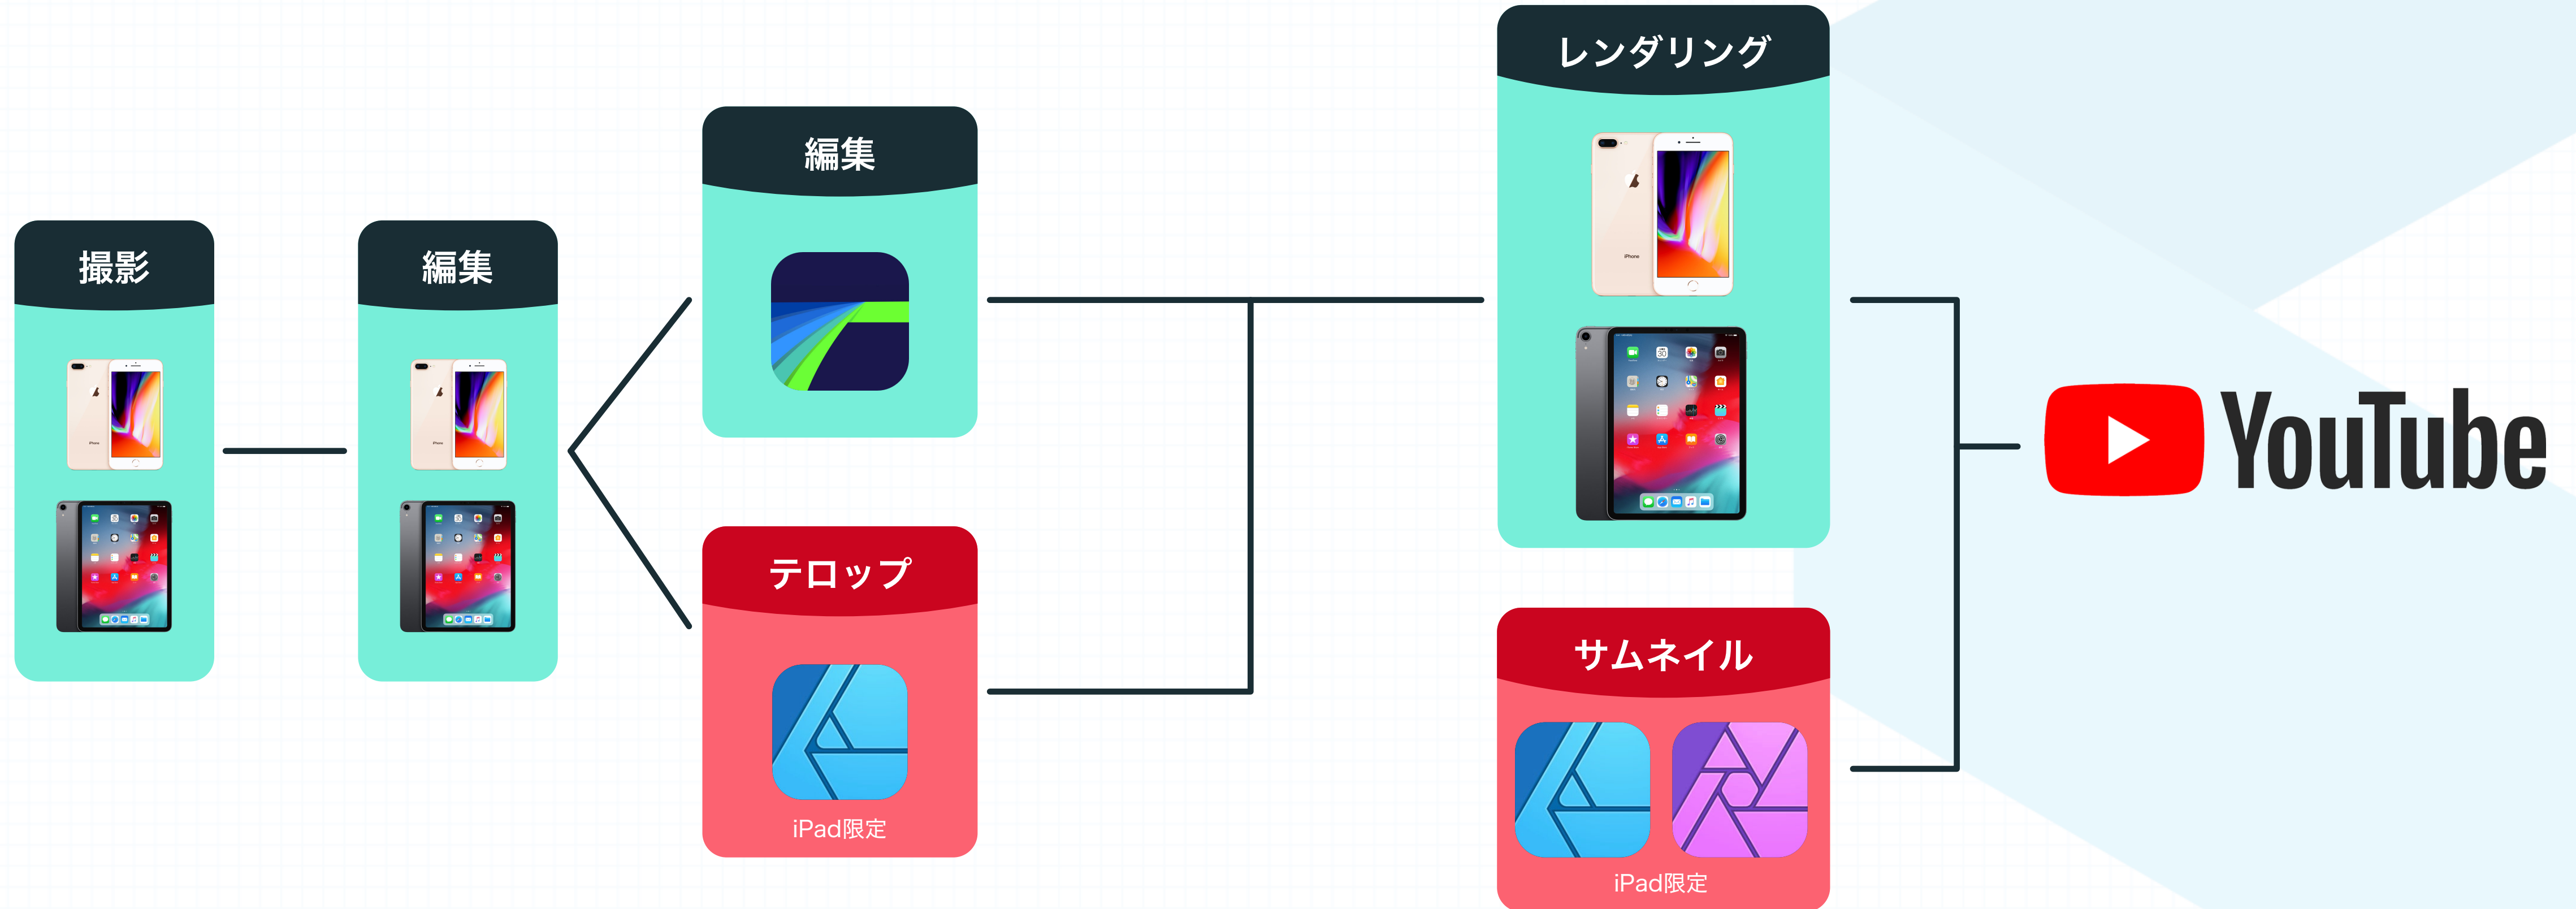 撮影
編集
編集
テロップ
iPad限定
レンダリング
サムネイル
iPad限定
YouTube
iPhone